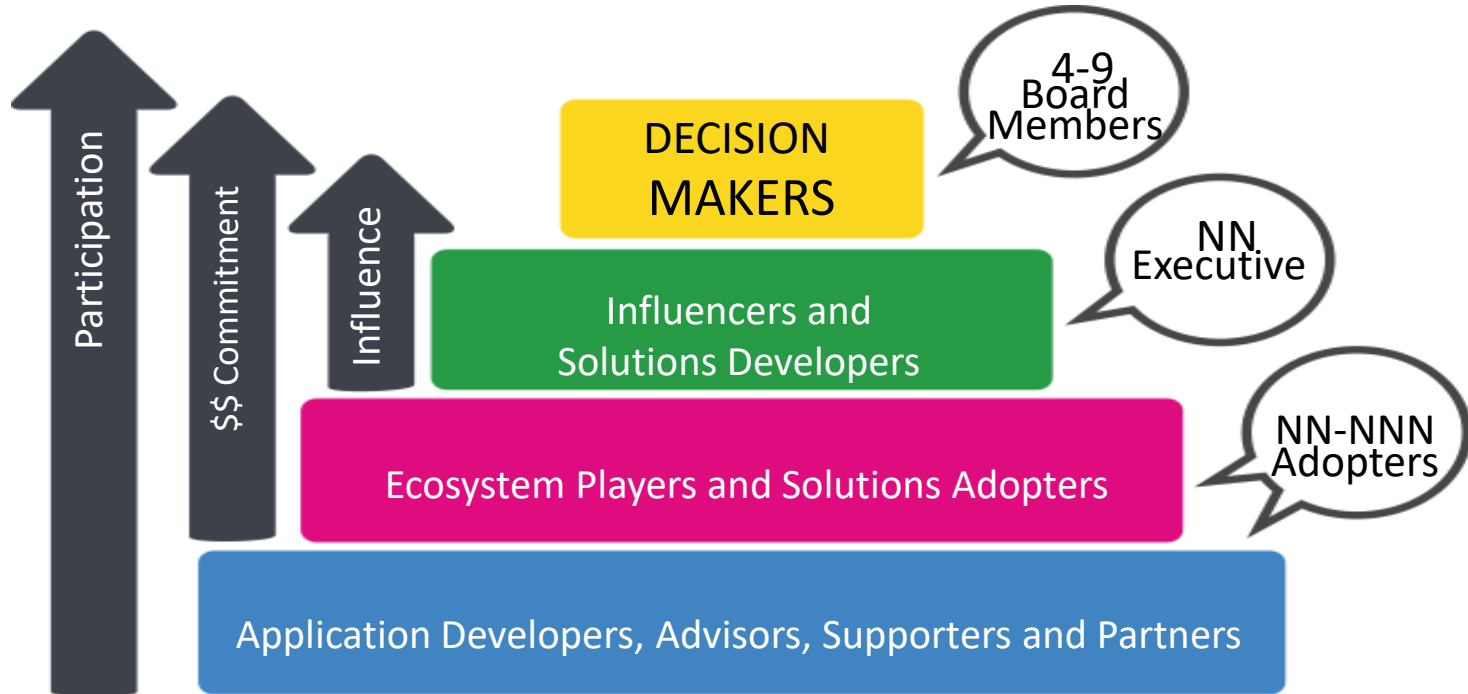 Participation
$$ Commitment
Influence
DECISION
MAKERS
4-9
Board
Members
Influencers and
Solutions Developers
NN
Executive
Ecosystem Players and Solutions Adopters
NN-NNN
Adopters
Application Developers, Advisors, Supporters and Partners